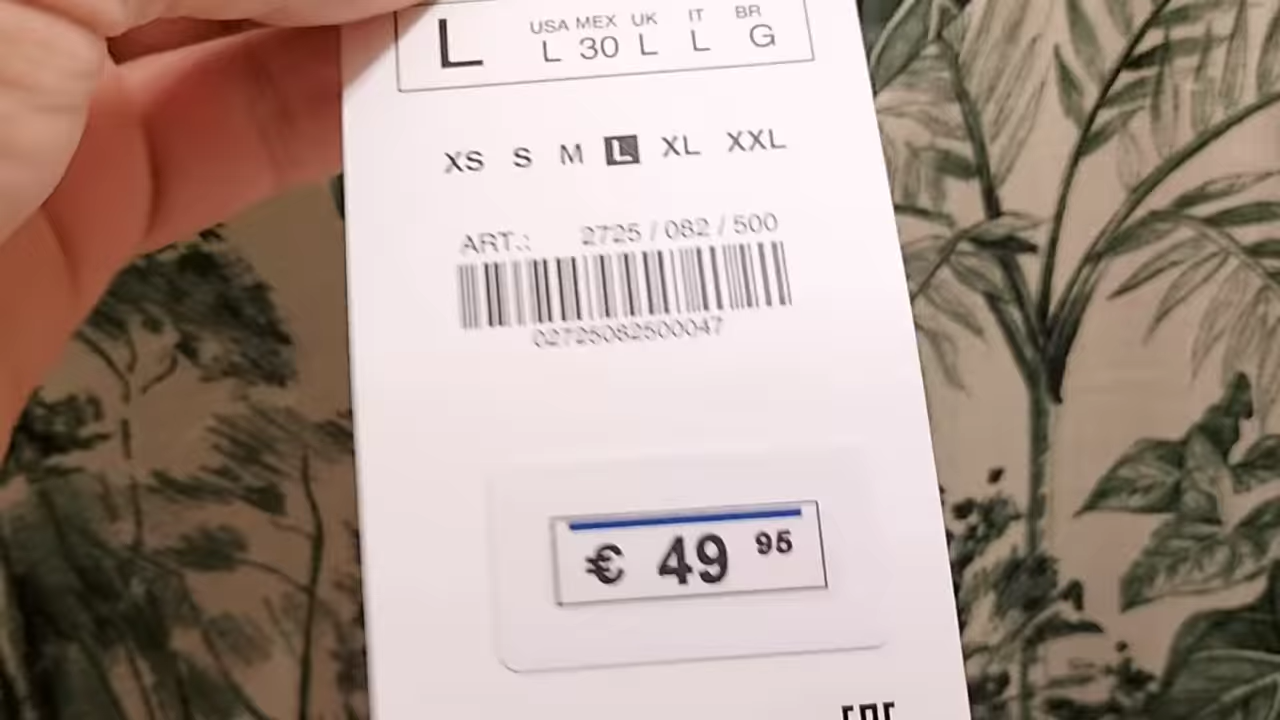 USA MEX UK IT BR
L L 30 L L G
XS S M L XL XXL
ART.: 2725 / 082 / 500
02725082500047
€ 49 95
EAC